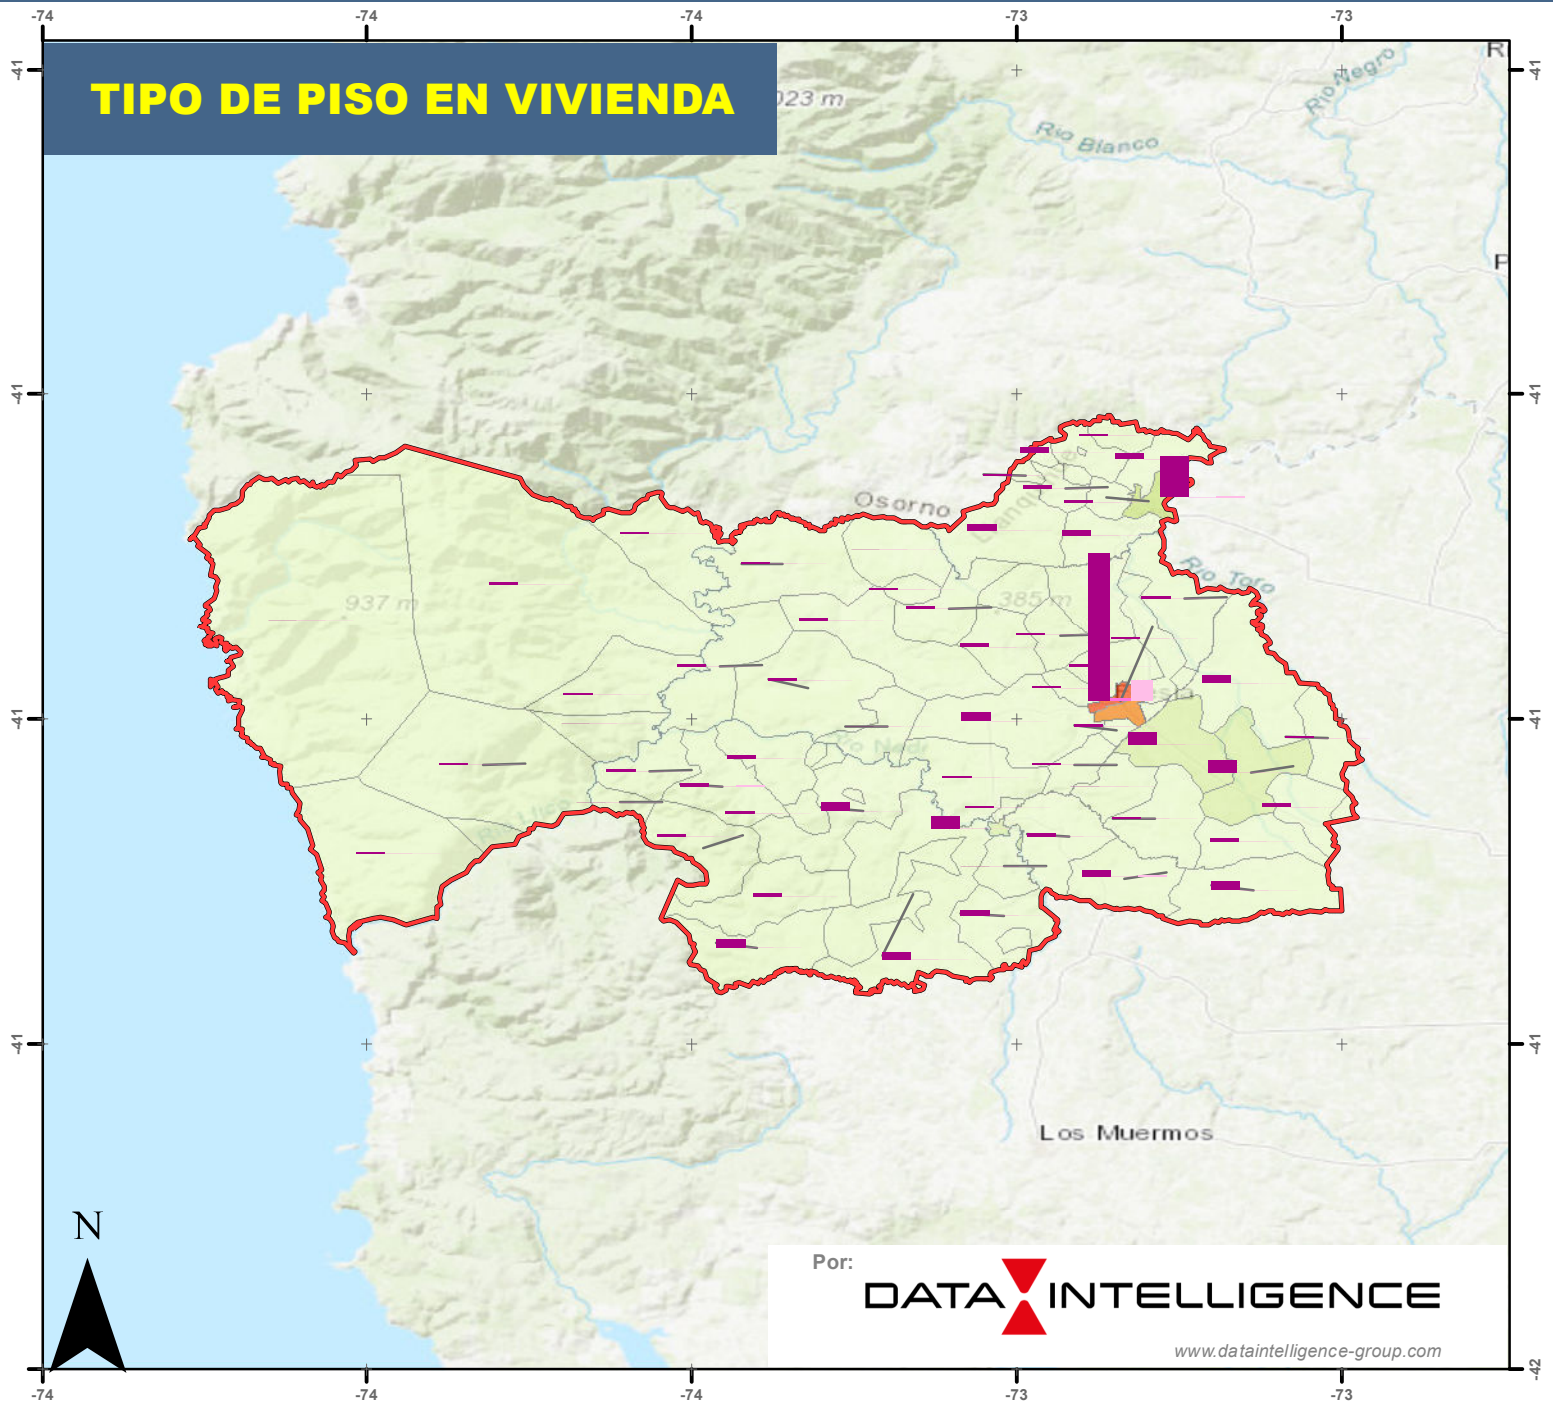 -74 -74 -74 -73 -73
TIPO DE PISO EN VIVIENDA
023 m
Rio Negro
R
-41 -41
Rio Blanco
P
-41 -41
Osorno
Rio Toro
937 m
385 m
-41 -41
-41 -41
Los Muermos
N
Por:
DATA INTELLIGENCE
www.dataintelligence-group.com
-42
-74 -74 -74 -73 -73